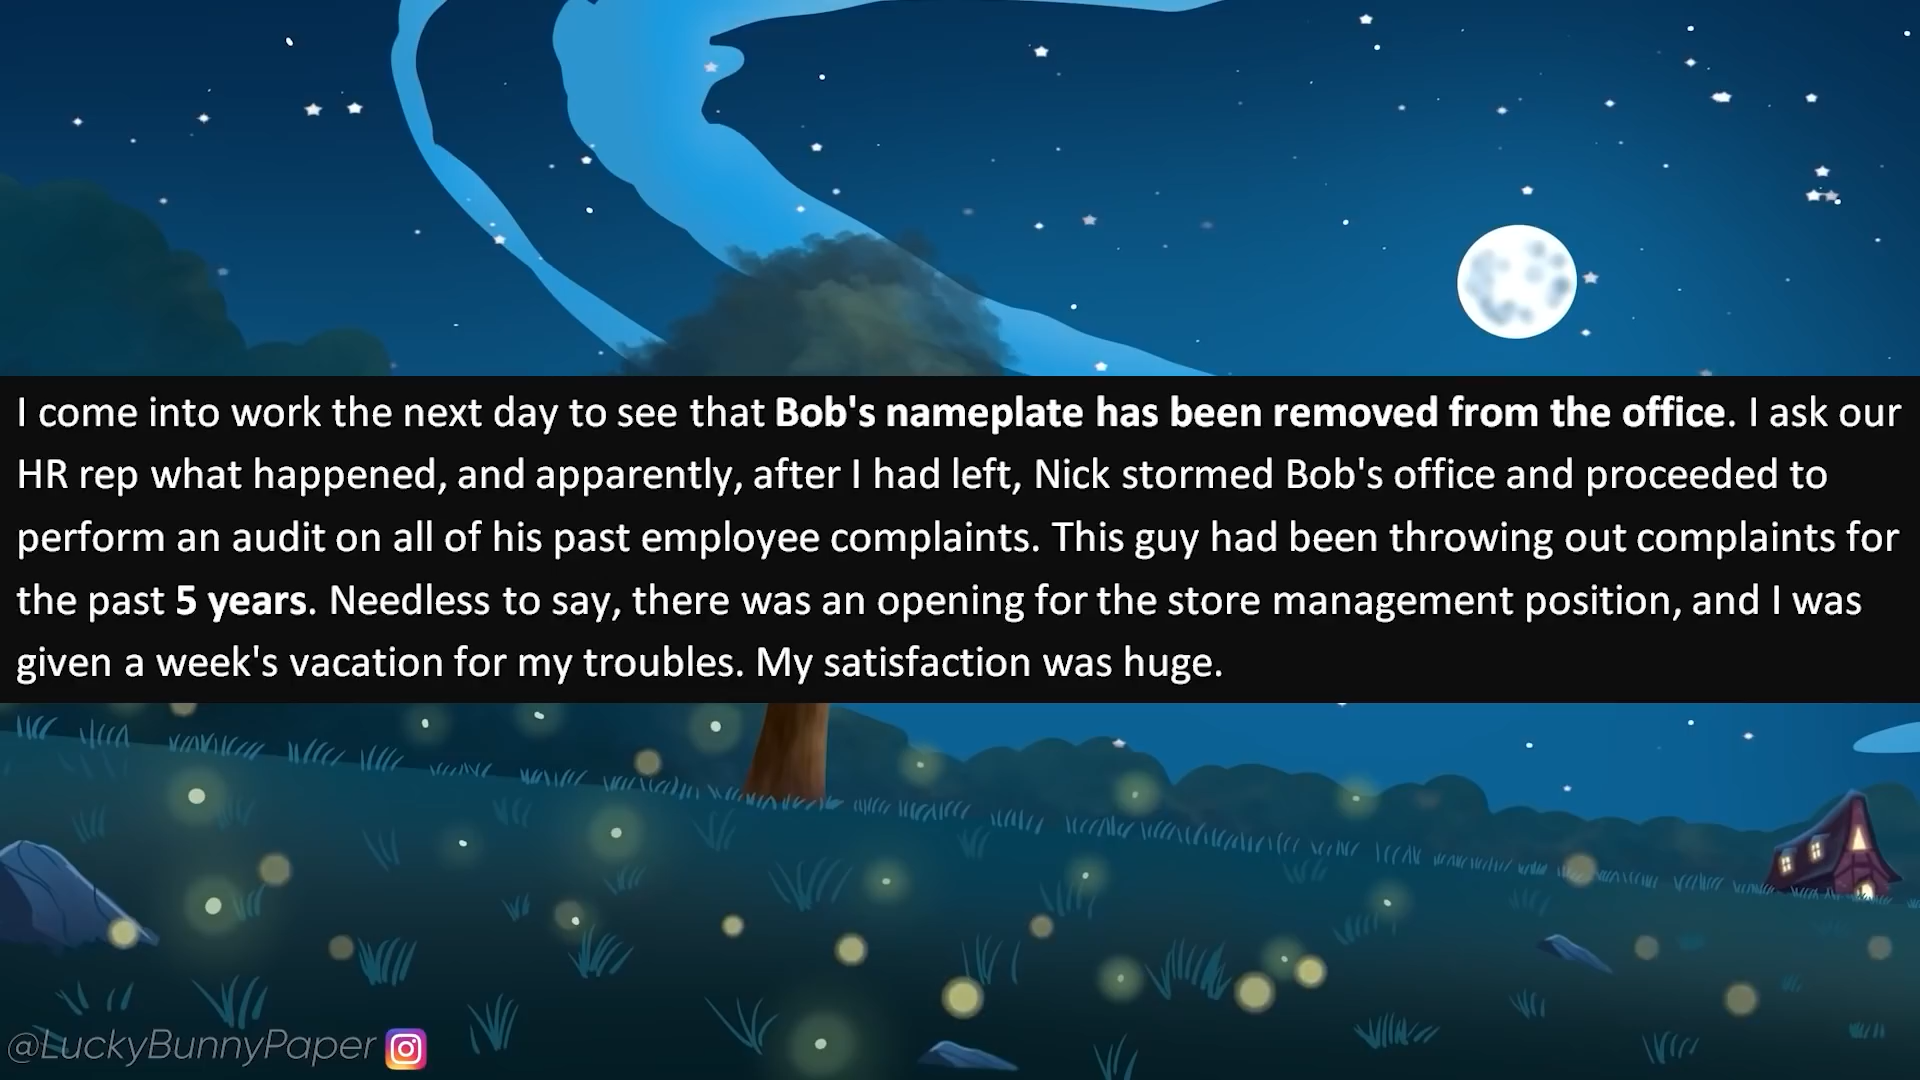 I come into work the next day to see that Bob's nameplate has been removed from the office. I ask our
HR rep what happened, and apparently, after I had left, Nick stormed Bob's office and proceeded to
perform an audit on all of his past employee complaints. This guy had been throwing out complaints for
the past 5 years. Needless to say, there was an opening for the store management position, and I was
given a week's vacation for my troubles. My satisfaction was huge.
@LuckyBunnyPaper